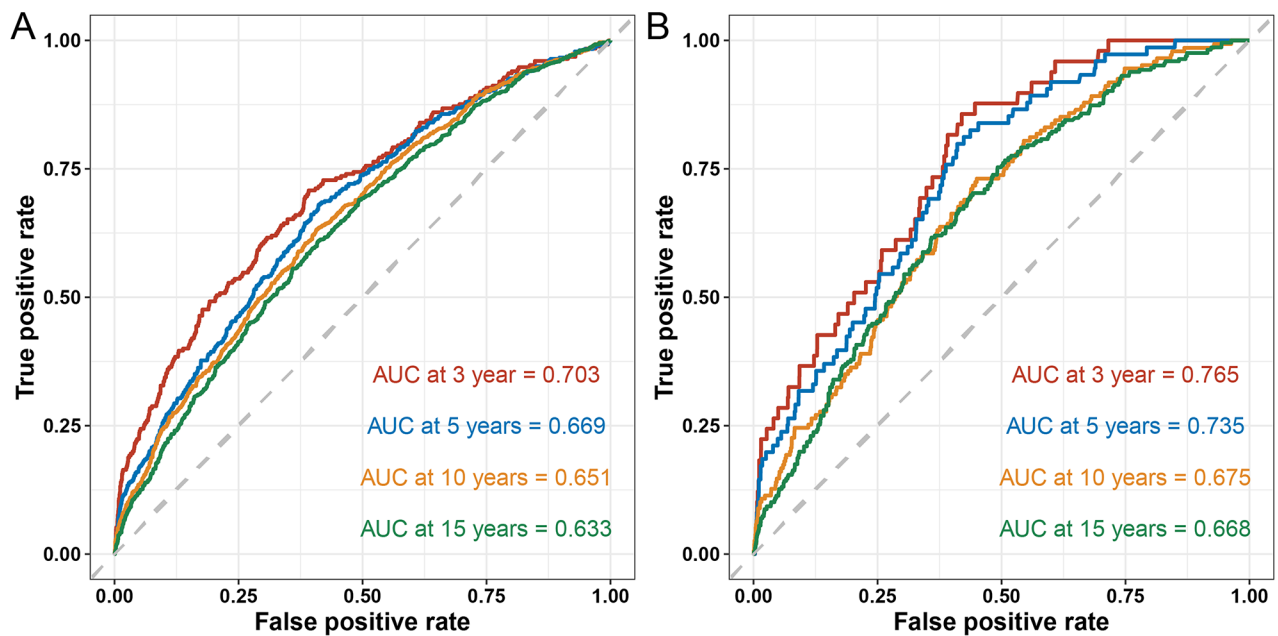 A
True positive rate
1.00
0.75
0.50
0.25
0.00
AUC at 3 year = 0.703
AUC at 5 years = 0.669
AUC at 10 years = 0.651
AUC at 15 years = 0.633
0.00 0.25 0.50 0.75 1.00
False positive rate
B
True positive rate
1.00
0.75
0.50
0.25
0.00
AUC at 3 year = 0.765
AUC at 5 years = 0.735
AUC at 10 years = 0.675
AUC at 15 years = 0.668
0.00 0.25 0.50 0.75 1.00
False positive rate